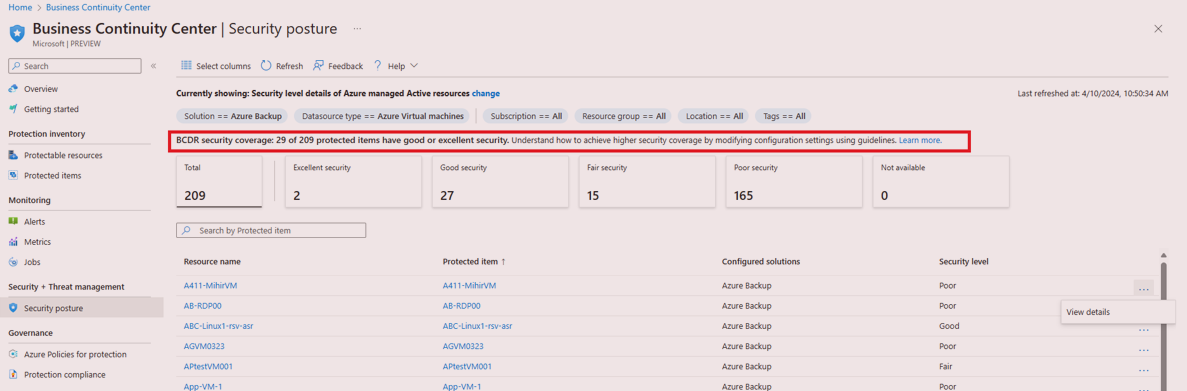 Home > Business Continuity Center >
Business Continuity Center | Security posture ...
Microsoft | PREVIEW
Search «
Overview
Getting started
Protection inventory
Protectable resources
Protected items
Monitoring
Alerts
Metrics
Jobs
Security + Threat management
Security posture
Governance
Azure Policies for protection
Protection compliance
Select columns Refresh Feedback ? Help
Currently showing: Security level details of Azure managed Active resources change Last refreshed at: 4/10/2024, 10:50:34 AM
Solution == Azure Backup Datasource type == Azure Virtual machines Subscription == All Resource group == All Location == All Tags == All
BCDR security coverage: 29 of 209 protected items have good or excellent security. Understand how to achieve higher security coverage by modifying configuration settings using guidelines. Learn more.
Total Excellent security Good security Fair security Poor security Not available
209 2 27 15 165 0
Search by Protected item
Resource name Protected item ↑ Configured solutions Security level
A411-MihirVM A411-MihirVM Azure Backup Poor ...
AB-RDP00 AB-RDP00 Azure Backup Poor View details
ABC-Linux1-rsv-asr ABC-Linux1-rsv-asr Azure Backup Good ...
AGVM0323 AGVM0323 Azure Backup Poor ...
APtestVM001 APtestVM001 Azure Backup Fair ...
App-VM-1 App-VM-1 Azure Backup Poor ...